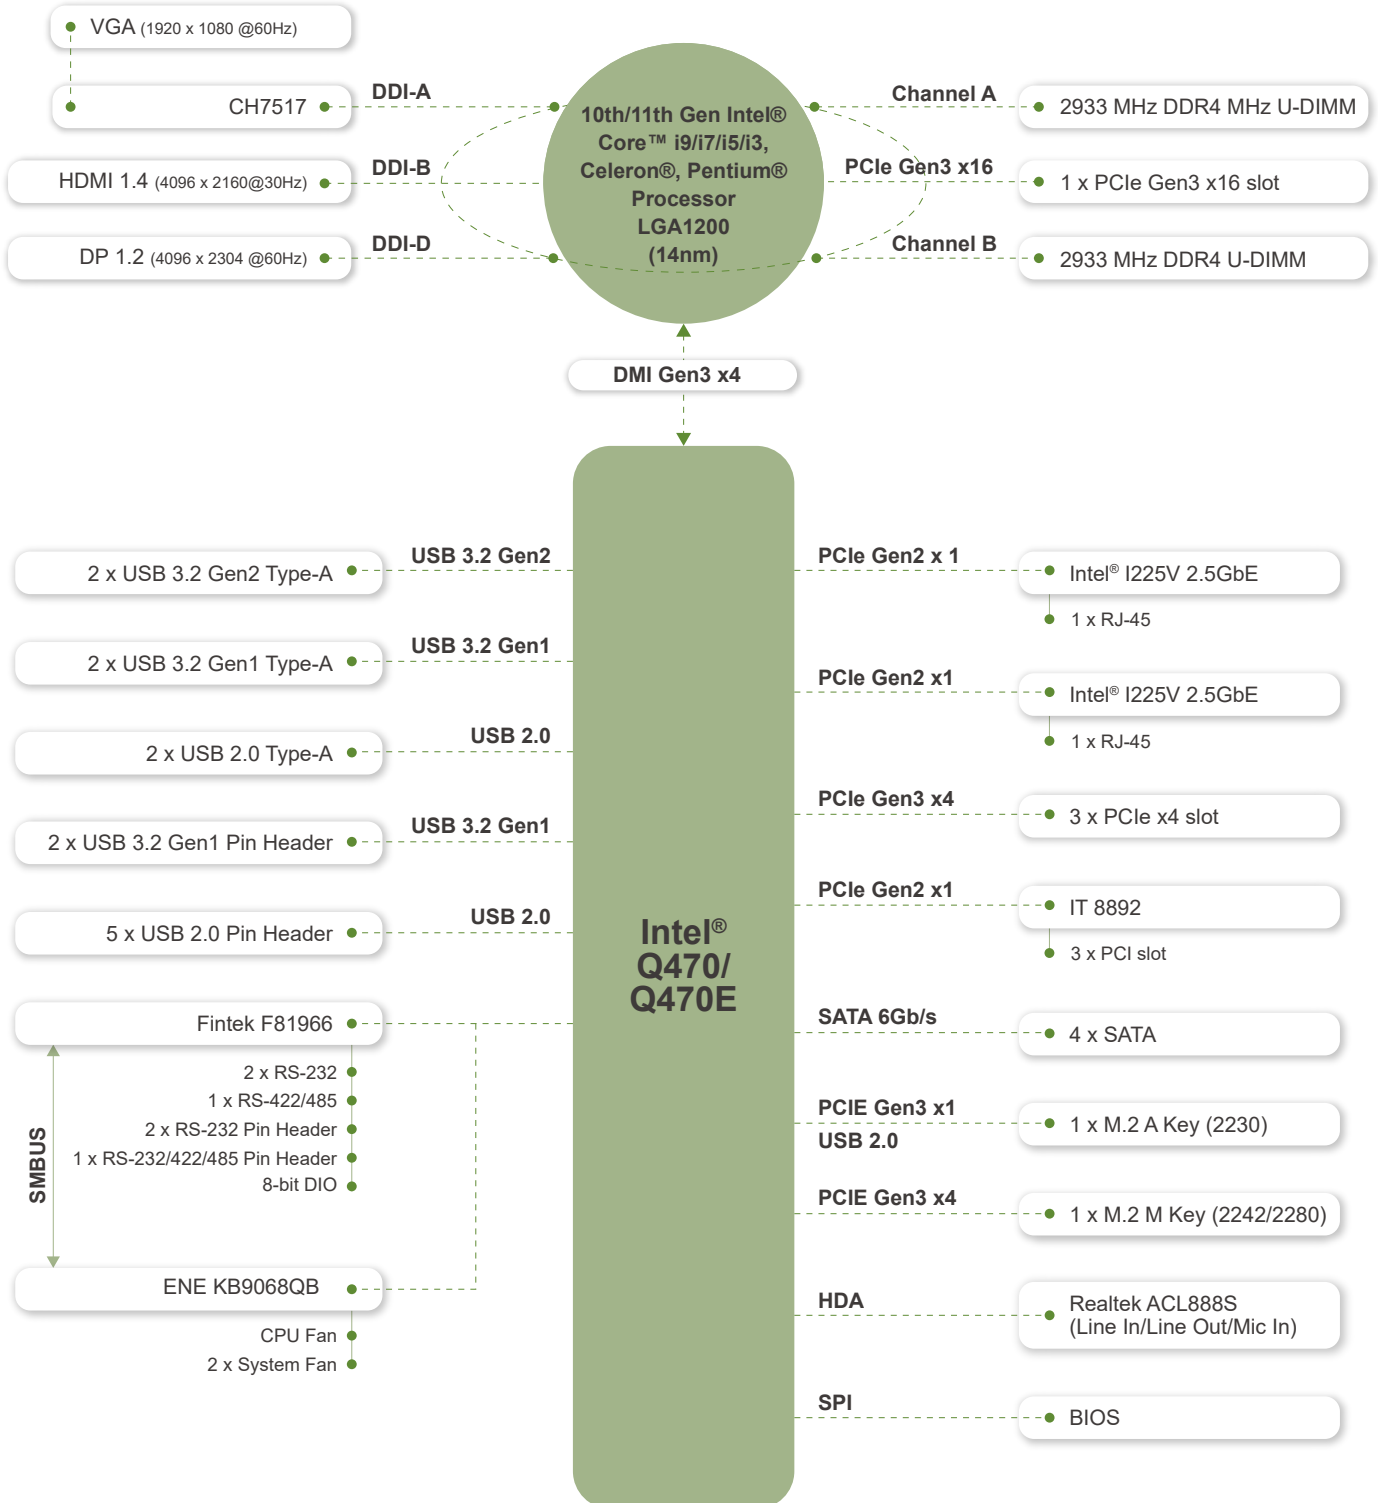 VGA (1920 x 1080 @60Hz)
CH7517
DDI-A
HDMI 1.4 (4096 x 2160@30Hz)
DDI-B
DP 1.2 (4096 x 2304 @60Hz)
DDI-D
10th/11th Gen Intel®
Core™ i9/i7/i5/i3,
Celeron®, Pentium®
Processor
LGA1200
(14nm)
Channel A
2933 MHz DDR4 MHz U-DIMM
PCIe Gen3 x16
1 x PCIe Gen3 x16 slot
Channel B
2933 MHz DDR4 U-DIMM
DMI Gen3 x4
USB 3.2 Gen2
2 x USB 3.2 Gen2 Type-A
USB 3.2 Gen1
2 x USB 3.2 Gen1 Type-A
USB 2.0
2 x USB 2.0 Type-A
USB 3.2 Gen1
2 x USB 3.2 Gen1 Pin Header
USB 2.0
5 x USB 2.0 Pin Header
Fintek F81966
2 x RS-232
1 x RS-422/485
2 x RS-232 Pin Header
1 x RS-232/422/485 Pin Header
8-bit DIO
SMBUS
ENE KB9068QB
CPU Fan
2 x System Fan
Intel®
Q470/
Q470E
PCIe Gen2 x 1
Intel® I225V 2.5GbE
1 x RJ-45
PCIe Gen2 x1
Intel® I225V 2.5GbE
1 x RJ-45
PCIe Gen3 x4
3 x PCIe x4 slot
PCIe Gen2 x1
IT 8892
3 x PCI slot
SATA 6Gb/s
4 x SATA
PCIE Gen3 x1
USB 2.0
1 x M.2 A Key (2230)
PCIE Gen3 x4
1 x M.2 M Key (2242/2280)
HDA
Realtek ACL888S
(Line In/Line Out/Mic In)
SPI
BIOS